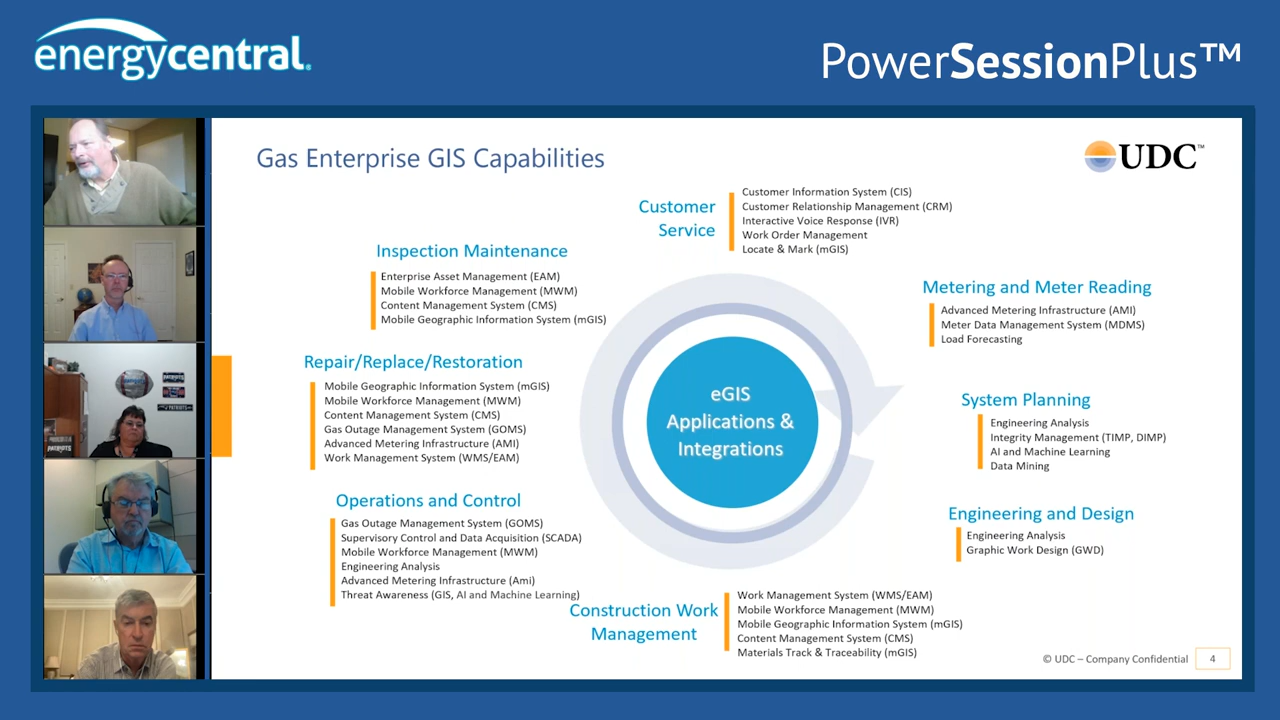 energycentral.
PowerSessionPlus™
Gas Enterprise GIS Capabilities
UDC™
Customer
Service
Customer Information System (CIS)
Customer Relationship Management (CRM)
Interactive Voice Response (IVR)
Work Order Management
Locate & Mark (mGIS)
Inspection Maintenance
Enterprise Asset Management (EAM)
Mobile Workforce Management (MWM)
Content Management System (CMS)
Mobile Geographic Information System (mGIS)
Metering and Meter Reading
Advanced Metering Infrastructure (AMI)
Meter Data Management System (MDMS)
Load Forecasting
Repair/Replace/Restoration
Mobile Geographic Information System (mGIS)
Mobile Workforce Management (MWM)
Content Management System (CMS)
Gas Outage Management System (GOMS)
Advanced Metering Infrastructure (AMI)
Work Management System (WMS/EAM)
eGIS
Applications &
Integrations
System Planning
Engineering Analysis
Integrity Management (TIMP, DIMP)
AI and Machine Learning
Data Mining
Operations and Control
Gas Outage Management System (GOMS)
Supervisory Control and Data Acquisition (SCADA)
Mobile Workforce Management (MWM)
Engineering Analysis
Advanced Metering Infrastructure (Ami)
Threat Awareness (GIS, AI and Machine Learning)
Engineering and Design
Engineering Analysis
Graphic Work Design (GWD)
Construction Work
Management
Work Management System (WMS/EAM)
Mobile Workforce Management (MWM)
Mobile Geographic Information System (mGIS)
Content Management System (CMS)
Materials Track & Traceability (mGIS)
© UDC – Company Confidential
4
PATRIOTS
PATRIOTS